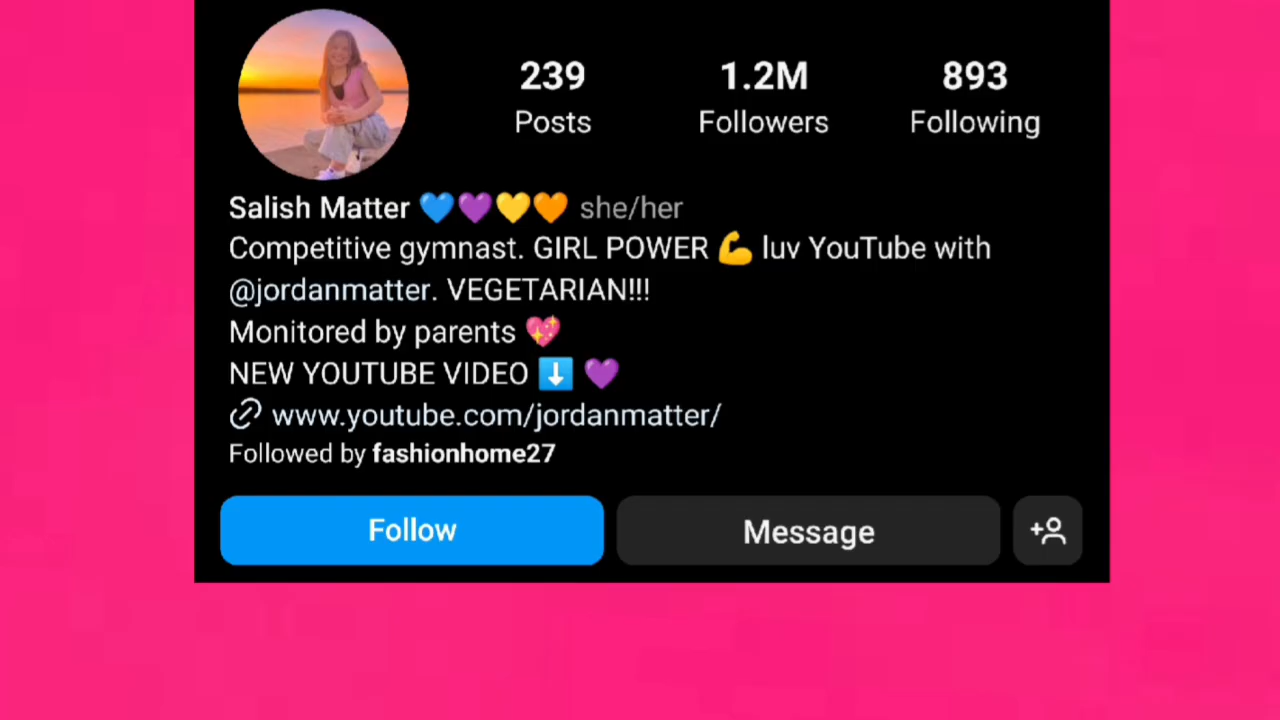 239 1.2M 893
Posts Followers Following
Salish Matter 💙💜💛🧡 she/her
Competitive gymnast. GIRL POWER 💪 luv YouTube with
@jordanmatter. VEGETARIAN!!!
Monitored by parents 💖
NEW YOUTUBE VIDEO ⬇️ 💜
www.youtube.com/jordanmatter/
Followed by fashionhome27
Follow Message